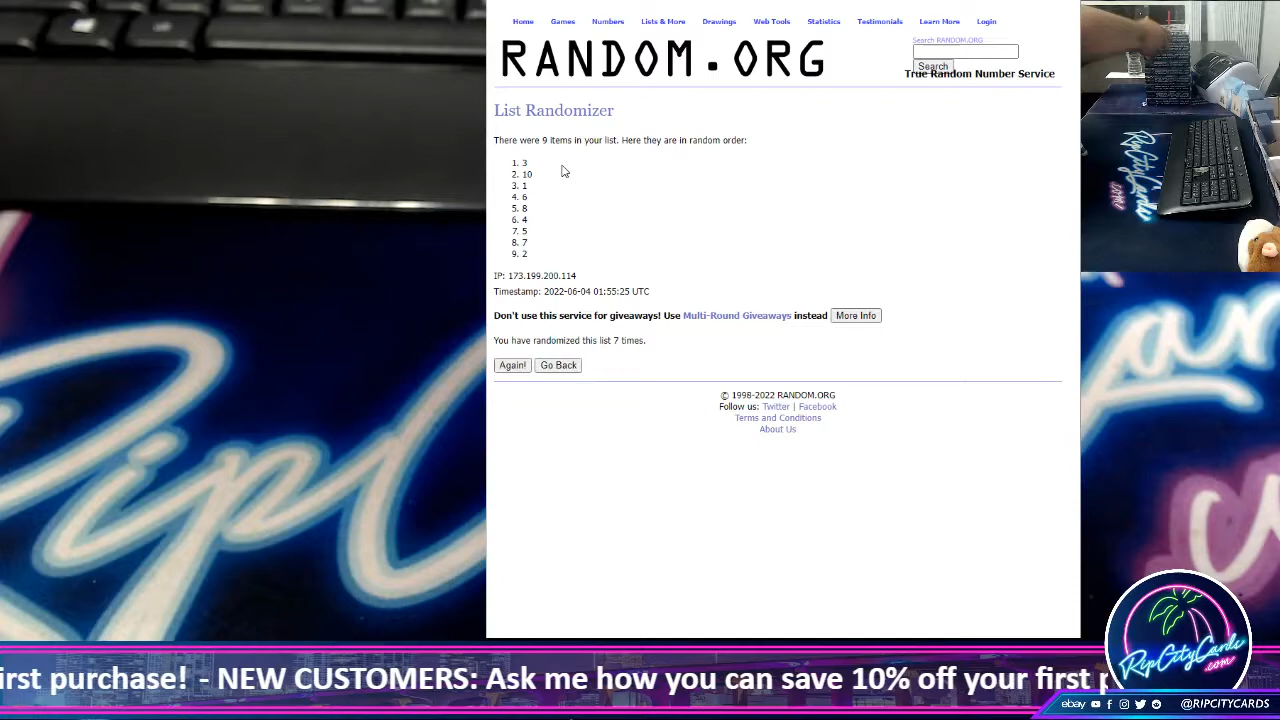 Home Games Numbers Lists & More Drawings Web Tools Statistics Testimonials Learn More Login
Search RANDOM.ORG
RANDOM.ORG
Search
True Random Number Service
List Randomizer
There were 9 items in your list. Here they are in random order:
1. 3
2. 10
3. 1
4. 6
5. 8
6. 4
7. 5
8. 7
9. 2
IP: 173.199.200.114
Timestamp: 2022-06-04 01:55:25 UTC
Don't use this service for giveaways! Use Multi-Round Giveaways instead More Info
You have randomized this list 7 times.
Again! Go Back
© 1998-2022 RANDOM.ORG
Follow us: Twitter | Facebook
Terms and Conditions
About Us
RipCityCards
.com
irst purchase! - NEW CUSTOMERS: Ask me how you can save 10% off your first p
ebay @RIPCITYCARDS